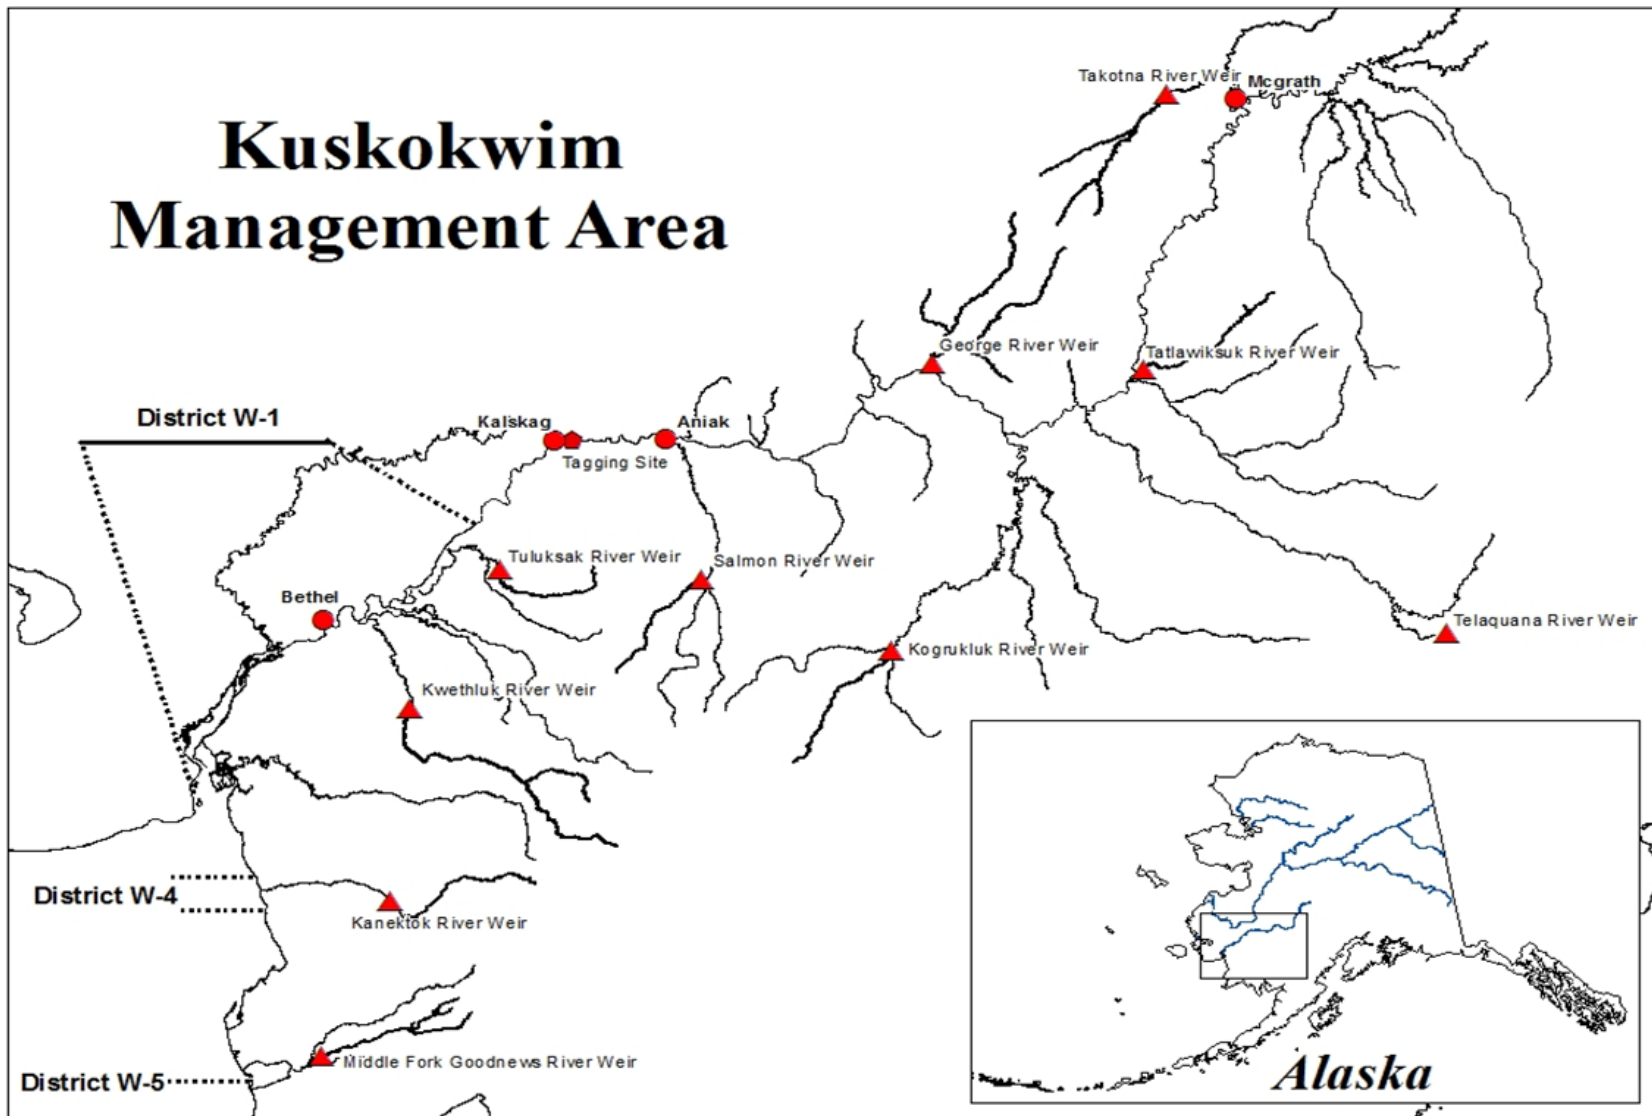 Kuskokwim
Management Area
Takotna River Weir
Mcgrath
George River Weir
Tatlawiksuk River Weir
District W-1
Kalskag
Aniak
Tagging Site
Tuluksak River Weir
Salmon River Weir
Bethel
Telaquana River Weir
Kogrukluk River Weir
Kwethluk River Weir
District W-4
Kanektok River Weir
Middle Fork Goodnews River Weir
District W-5
Alaska